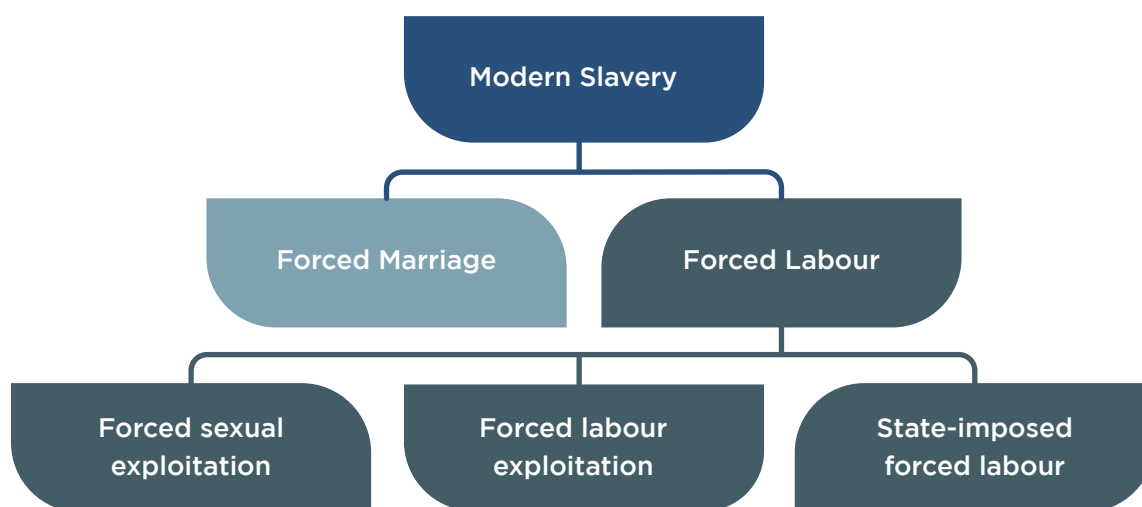 Modern Slavery
Forced Marriage
Forced Labour
Forced sexual
exploitation
Forced labour
exploitation
State-imposed
forced labour